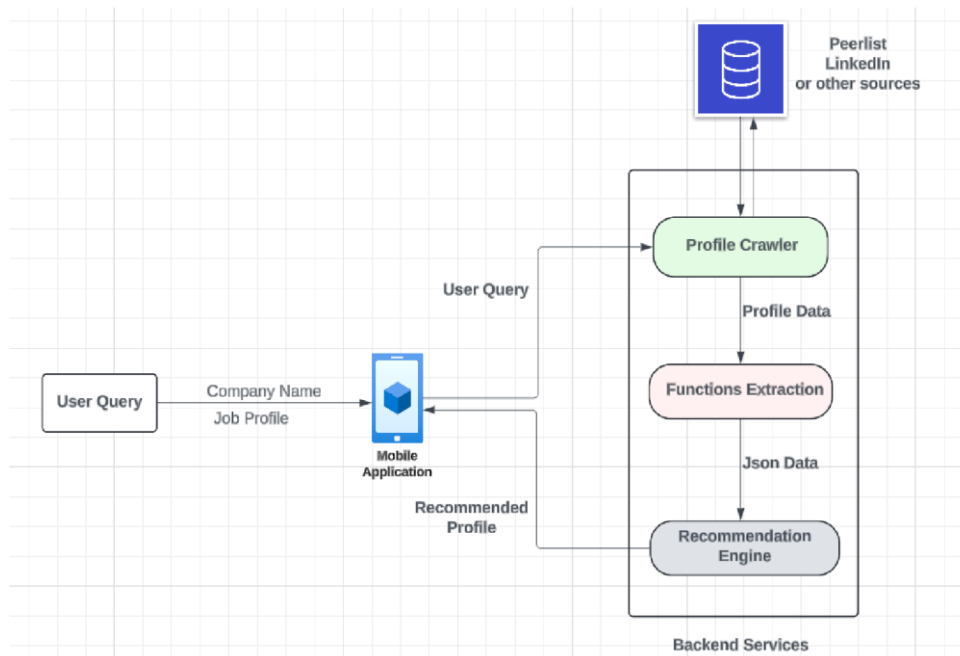 Peerlist
LinkedIn
or other sources
Profile Crawler
User Query
Profile Data
User Query
Company Name
Job Profile
Functions Extraction
Mobile
Application
Json Data
Recommended
Profile
Recommendation
Engine
Backend Services